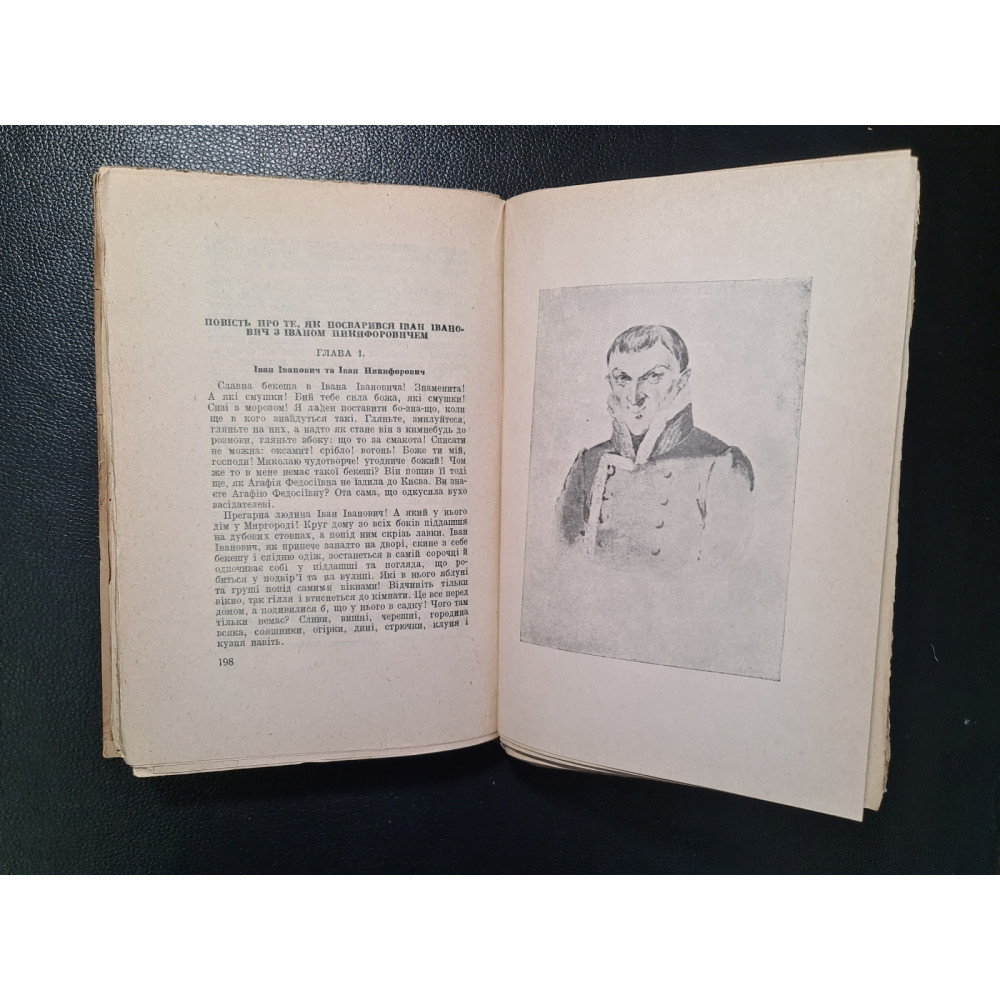 ПОВІСТЬ ПРО ТЕ, ЯК ПОСВАРИВСЯ ІВАН ІВАНО-
ВИЧ З ІВАНОМ НИКИФОРОВИЧЕМ
ГЛАВА I.
Іван Іванович та Іван Никифорович
Славна бекеша в Івана Івановича! Знаменита!
А які смушки! Бий тебе сила божа, які смушки!
Сизі з морозом! Я ладен поставити бо-зна-що, коли
ще в кого знайдуться такі. Гляньте, змилуйтеся,
гляньте на них, а надто як стане він з кимнебудь до
розмови, гляньте збоку: що то за смакота! Списати
не можна: оксамит! срібло! вогонь! Боже ти мій,
господи! Миколаю чудотворче! угодниче божий! Чом
же то в мене немає такої бекеші? Він пошив її тоді
ще, як Агафія Федосіївна не їздила до Києва. Ви зна-
єте Агафію Федосіївну? Ота сама, що одкусила вухо
засідателеві.
Прегарна людина Іван Іванович! А який у нього
дім у Миргороді! Круг дому зо всіх боків піддашшя
на дубових стовпах, а попід ним скрізь лавки. Іван
Іванович, як припече занадто на дворі, скине з себе
бекешу і спідню одіж, зостанеться в самій сорочці й
одпочиває собі у піддашші та погляда, що ро-
биться у подвір’ї та на вулиці. Які в нього яблуні
та груші попід самими вікнами! Відчиніть тільки
вікно, так гілля і втиснеться до кімнати. Це все перед
домом, а подивилися б, що у нього в садку! Чого там
тільки немає? Сливи, вишні, черешні, городина
всяка, соняшники, огірки, дині, стрючки, клуня і
кузня навіть.
198